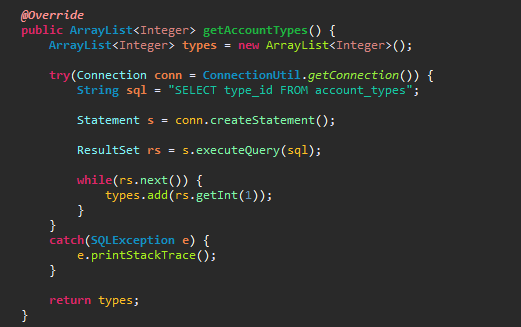 @Override
public ArrayList<Integer> getAccountTypes() {
    ArrayList<Integer> types = new ArrayList<Integer>();

    try(Connection conn = ConnectionUtil.getConnection()) {
        String sql = "SELECT type_id FROM account_types";

        Statement s = conn.createStatement();

        ResultSet rs = s.executeQuery(sql);

        while(rs.next()) {
            types.add(rs.getInt(1));
        }
    }
    catch(SQLException e) {
        e.printStackTrace();
    }

    return types;
}